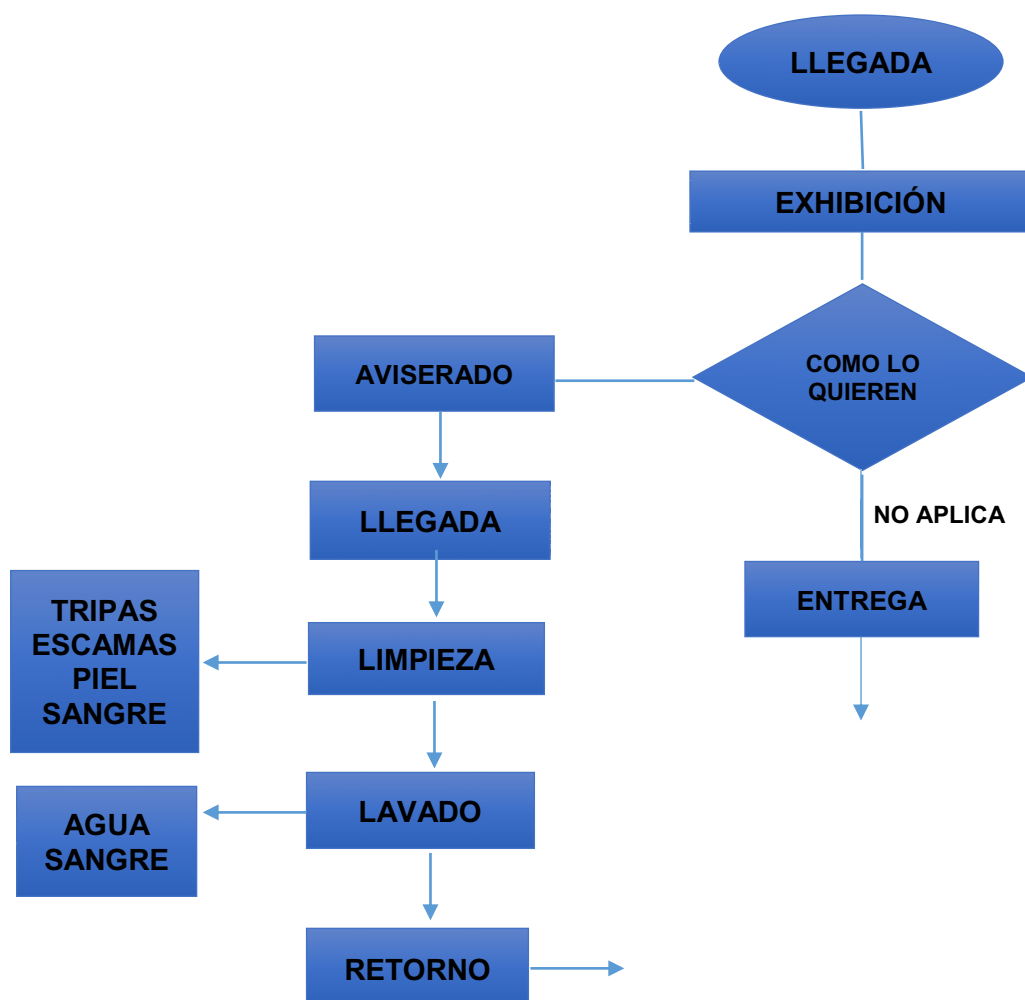 LLEGADA
EXHIBICIÓN
COMO LO
QUIEREN
AVISERADO
NO APLICA
LLEGADA
ENTREGA
TRIPAS
ESCAMAS
PIEL
SANGRE
LIMPIEZA
LAVADO
AGUA
SANGRE
RETORNO